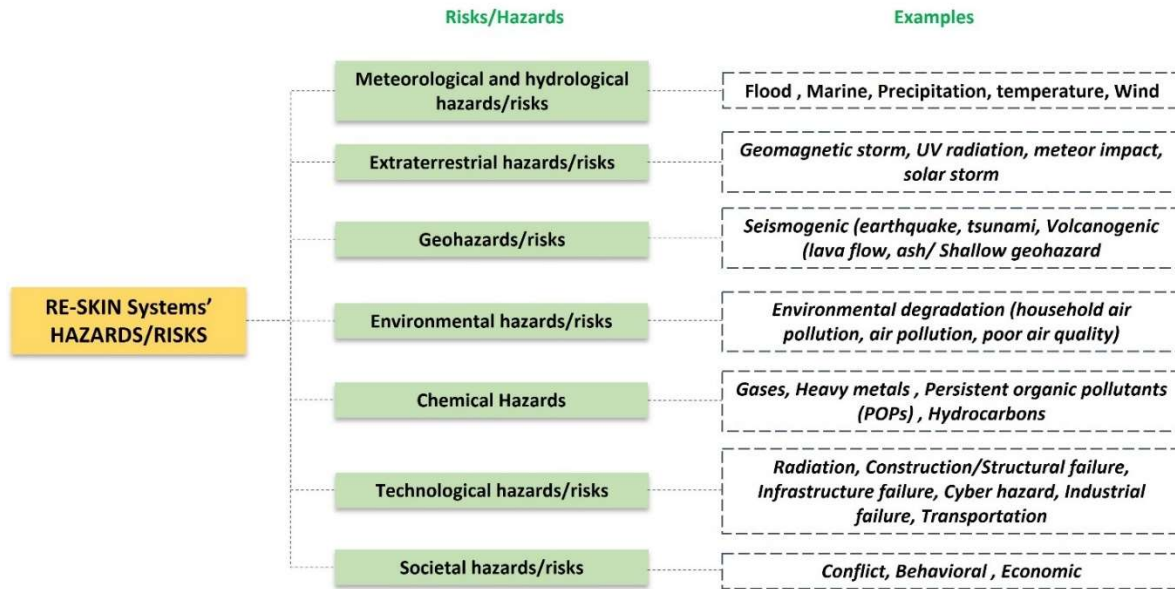 Risks/Hazards
Examples
Meteorological and hydrological
hazards/risks
Flood , Marine, Precipitation, temperature, Wind
Extraterrestrial hazards/risks
Geomagnetic storm, UV radiation, meteor impact,
solar storm
Geohazards/risks
Seismogenic (earthquake, tsunami, Volcanogenic
(lava flow, ash/ Shallow geohazard
RE-SKIN Systems’
HAZARDS/RISKS
Environmental hazards/risks
Environmental degradation (household air
pollution, air pollution, poor air quality)
Chemical Hazards
Gases, Heavy metals , Persistent organic pollutants
(POPs) , Hydrocarbons
Technological hazards/risks
Radiation, Construction/Structural failure,
Infrastructure failure, Cyber hazard, Industrial
failure, Transportation
Societal hazards/risks
Conflict, Behavioral , Economic